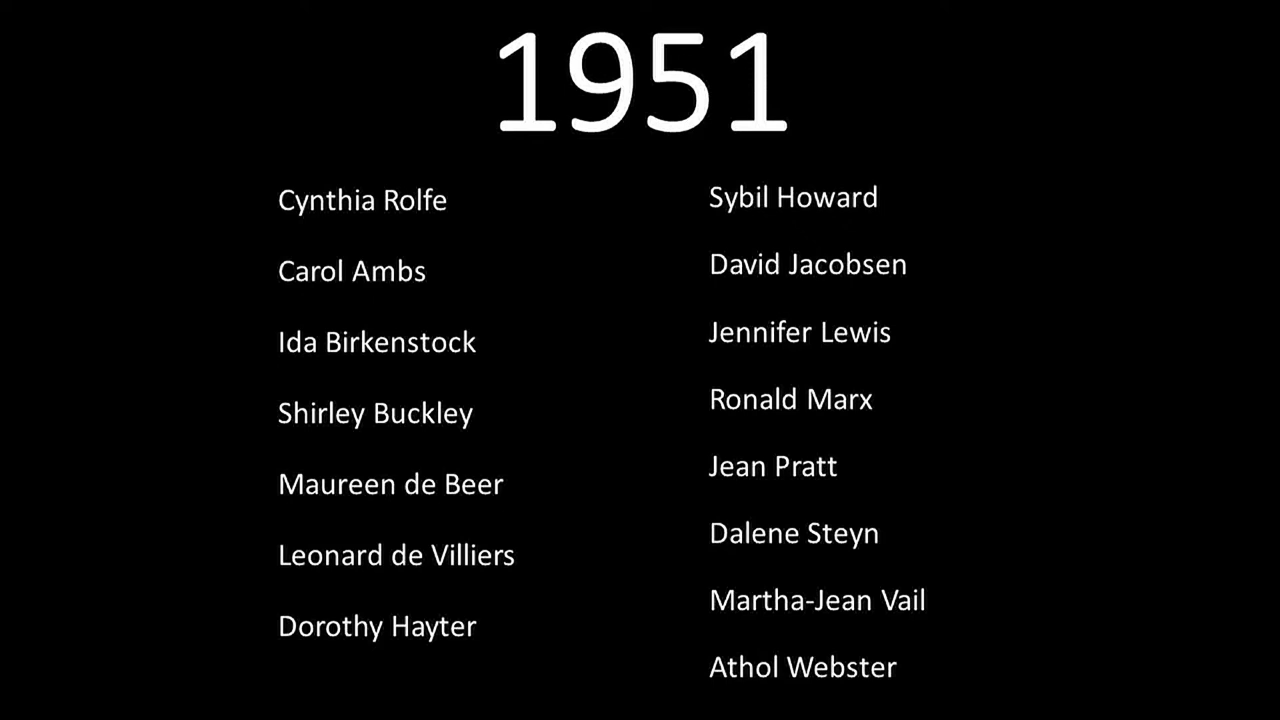 1951
Cynthia Rolfe
Carol Ambs
Ida Birkenstock
Shirley Buckley
Maureen de Beer
Leonard de Villiers
Dorothy Hayter
Sybil Howard
David Jacobsen
Jennifer Lewis
Ronald Marx
Jean Pratt
Dalene Steyn
Martha-Jean Vail
Athol Webster